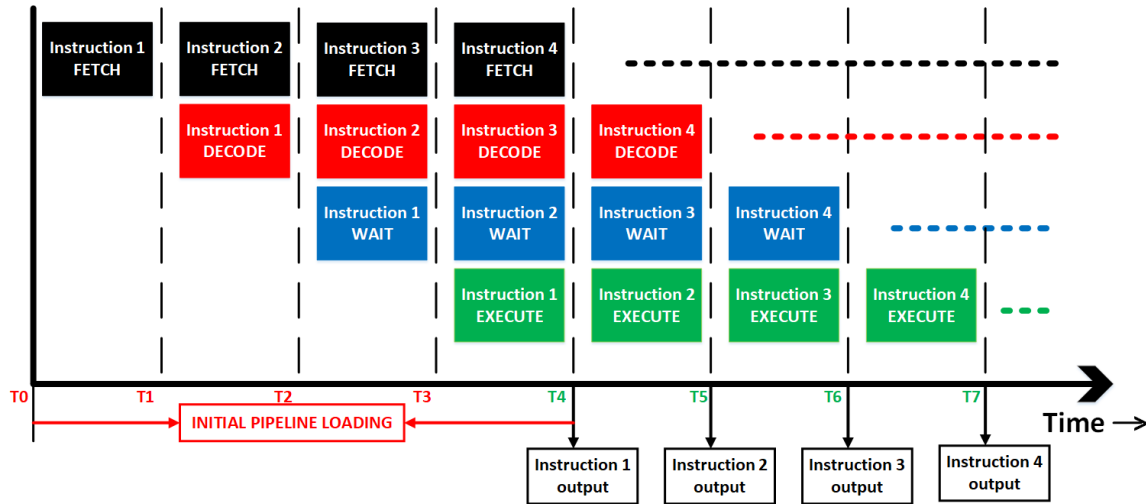 Instruction 1
FETCH
Instruction 2
FETCH
Instruction 3
FETCH
Instruction 4
FETCH
Instruction 1
DECODE
Instruction 2
DECODE
Instruction 3
DECODE
Instruction 4
DECODE
Instruction 1
WAIT
Instruction 2
WAIT
Instruction 3
WAIT
Instruction 4
WAIT
Instruction 1
EXECUTE
Instruction 2
EXECUTE
Instruction 3
EXECUTE
Instruction 4
EXECUTE
T0
T1
T2
T3
T4
T5
T6
T7
INITIAL PIPELINE LOADING
Time
Instruction 1
output
Instruction 2
output
Instruction 3
output
Instruction 4
output